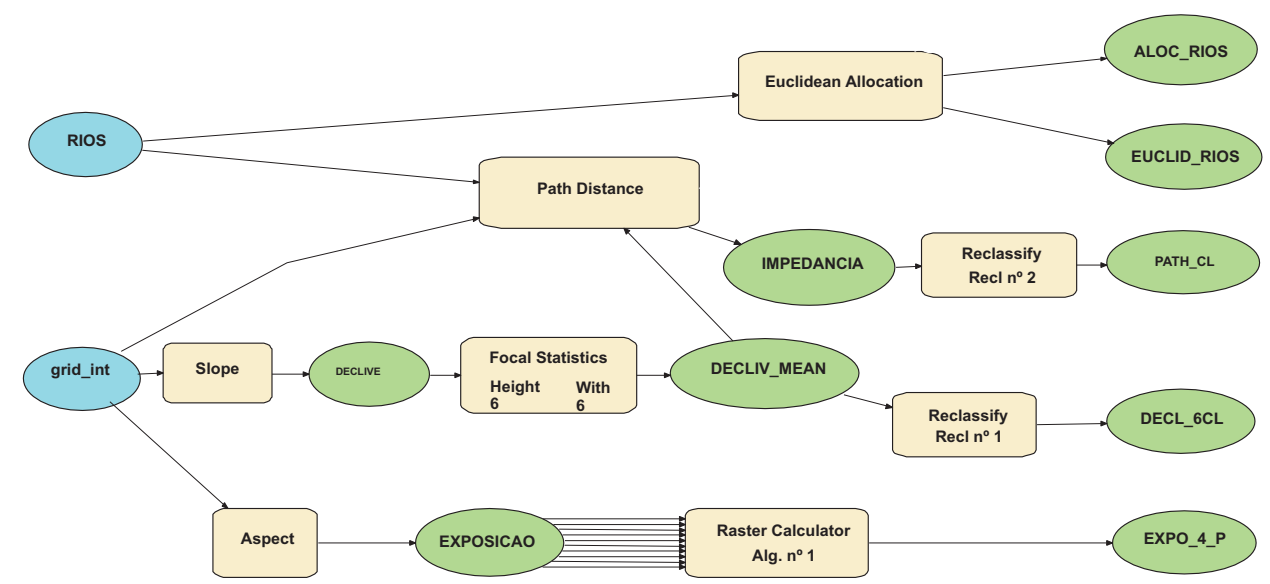 ALOC_RIOS
Euclidean Allocation
RIOS
EUCLID_RIOS
Path Distance
IMPEDANCIA
Reclassify
Recl nº 2
PATH_CL
grid_int
Slope
DECLIVE
Focal Statistics
Height With
6 6
DECLIV_MEAN
Reclassify
Recl nº 1
DECL_6CL
Aspect
EXPOSICAO
Raster Calculator
Alg. nº 1
EXPO_4_P